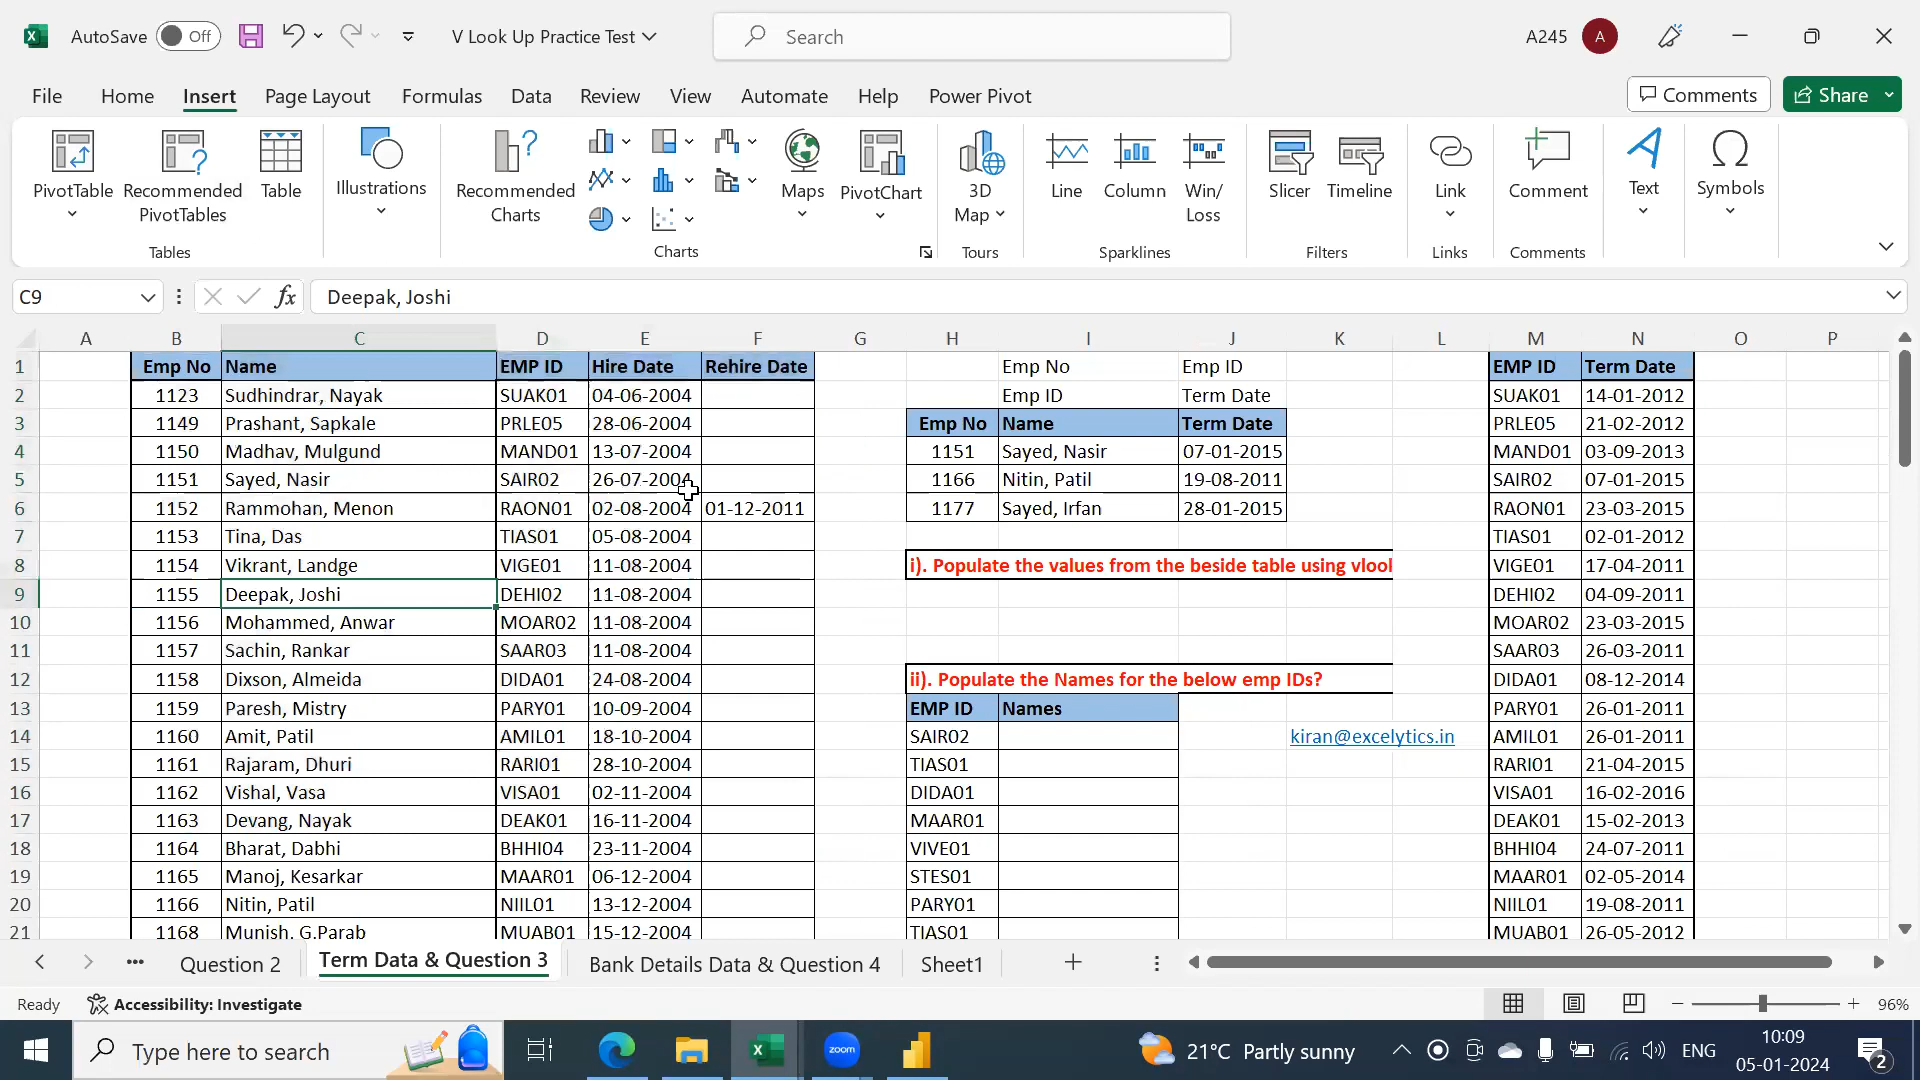 AutoSave Off V Look Up Practice Test Search A245 A
File Home Insert Page Layout Formulas Data Review View Automate Help Power Pivot Comments Share
PivotTable Recommended PivotTables Table Illustrations Recommended Charts Maps PivotChart 3D Map Line Column Win/Loss Slicer Timeline Link Comment Text Symbols
Tables Charts Tours Sparklines Filters Links Comments
C9 fx Deepak, Joshi
A B C D E F G H I J K L M N O P
1 Emp No Name EMP ID Hire Date Rehire Date Emp No Emp ID EMP ID Term Date
2 1123 Sudhindrar, Nayak SUAK01 04-06-2004 Emp ID Term Date SUAK01 14-01-2012
3 1149 Prashant, Sapkale PRLE05 28-06-2004 Emp No Name Term Date PRLE05 21-02-2012
4 1150 Madhav, Mulgund MAND01 13-07-2004 1151 Sayed, Nasir 07-01-2015 MAND01 03-09-2013
5 1151 Sayed, Nasir SAIR02 26-07-2004 1166 Nitin, Patil 19-08-2011 SAIR02 07-01-2015
6 1152 Rammohan, Menon RAON01 02-08-2004 01-12-2011 1177 Sayed, Irfan 28-01-2015 RAON01 23-03-2015
7 1153 Tina, Das TIAS01 05-08-2004 TIAS01 02-01-2012
8 1154 Vikrant, Landge VIGE01 11-08-2004 i). Populate the values from the beside table using vlool VIGE01 17-04-2011
9 1155 Deepak, Joshi DEHI02 11-08-2004 DEHI02 04-09-2011
10 1156 Mohammed, Anwar MOAR02 11-08-2004 MOAR02 23-03-2015
11 1157 Sachin, Rankar SAAR03 11-08-2004 SAAR03 26-03-2011
12 1158 Dixson, Almeida DIDA01 24-08-2004 ii). Populate the Names for the below emp IDs? DIDA01 08-12-2014
13 1159 Paresh, Mistry PARY01 10-09-2004 EMP ID Names PARY01 26-01-2011
14 1160 Amit, Patil AMIL01 18-10-2004 SAIR02 kiran@excelytics.in AMIL01 26-01-2011
15 1161 Rajaram, Dhuri RARI01 28-10-2004 TIAS01 RARI01 21-04-2015
16 1162 Vishal, Vasa VISA01 02-11-2004 DIDA01 VISA01 16-02-2016
17 1163 Devang, Nayak DEAK01 16-11-2004 MAAR01 DEAK01 15-02-2013
18 1164 Bharat, Dabhi BHHI04 23-11-2004 VIVE01 BHHI04 24-07-2011
19 1165 Manoj, Kesarkar MAAR01 06-12-2004 STES01 MAAR01 02-05-2014
20 1166 Nitin, Patil NIIL01 13-12-2004 PARY01 NIIL01 19-08-2011
21 1168 Munish, G.Parab MUAB01 15-12-2004 TIAS01 MUAB01 26-05-2012
Question 2 Term Data & Question 3 Bank Details Data & Question 4 Sheet1
Ready Accessibility: Investigate 96%
Type here to search zoom 21°C Partly sunny ENG 10:09 05-01-2024 2